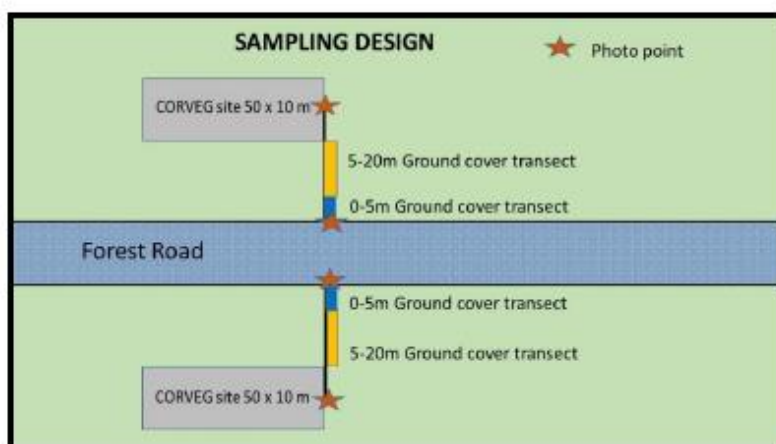 SAMPLING DESIGN
Photo point
CORVEG site 50 x 10 m
5-20m Ground cover transect
0-5m Ground cover transect
Forest Road
0-5m Ground cover transect
5-20m Ground cover transect
CORVEG site 50 x 10 m